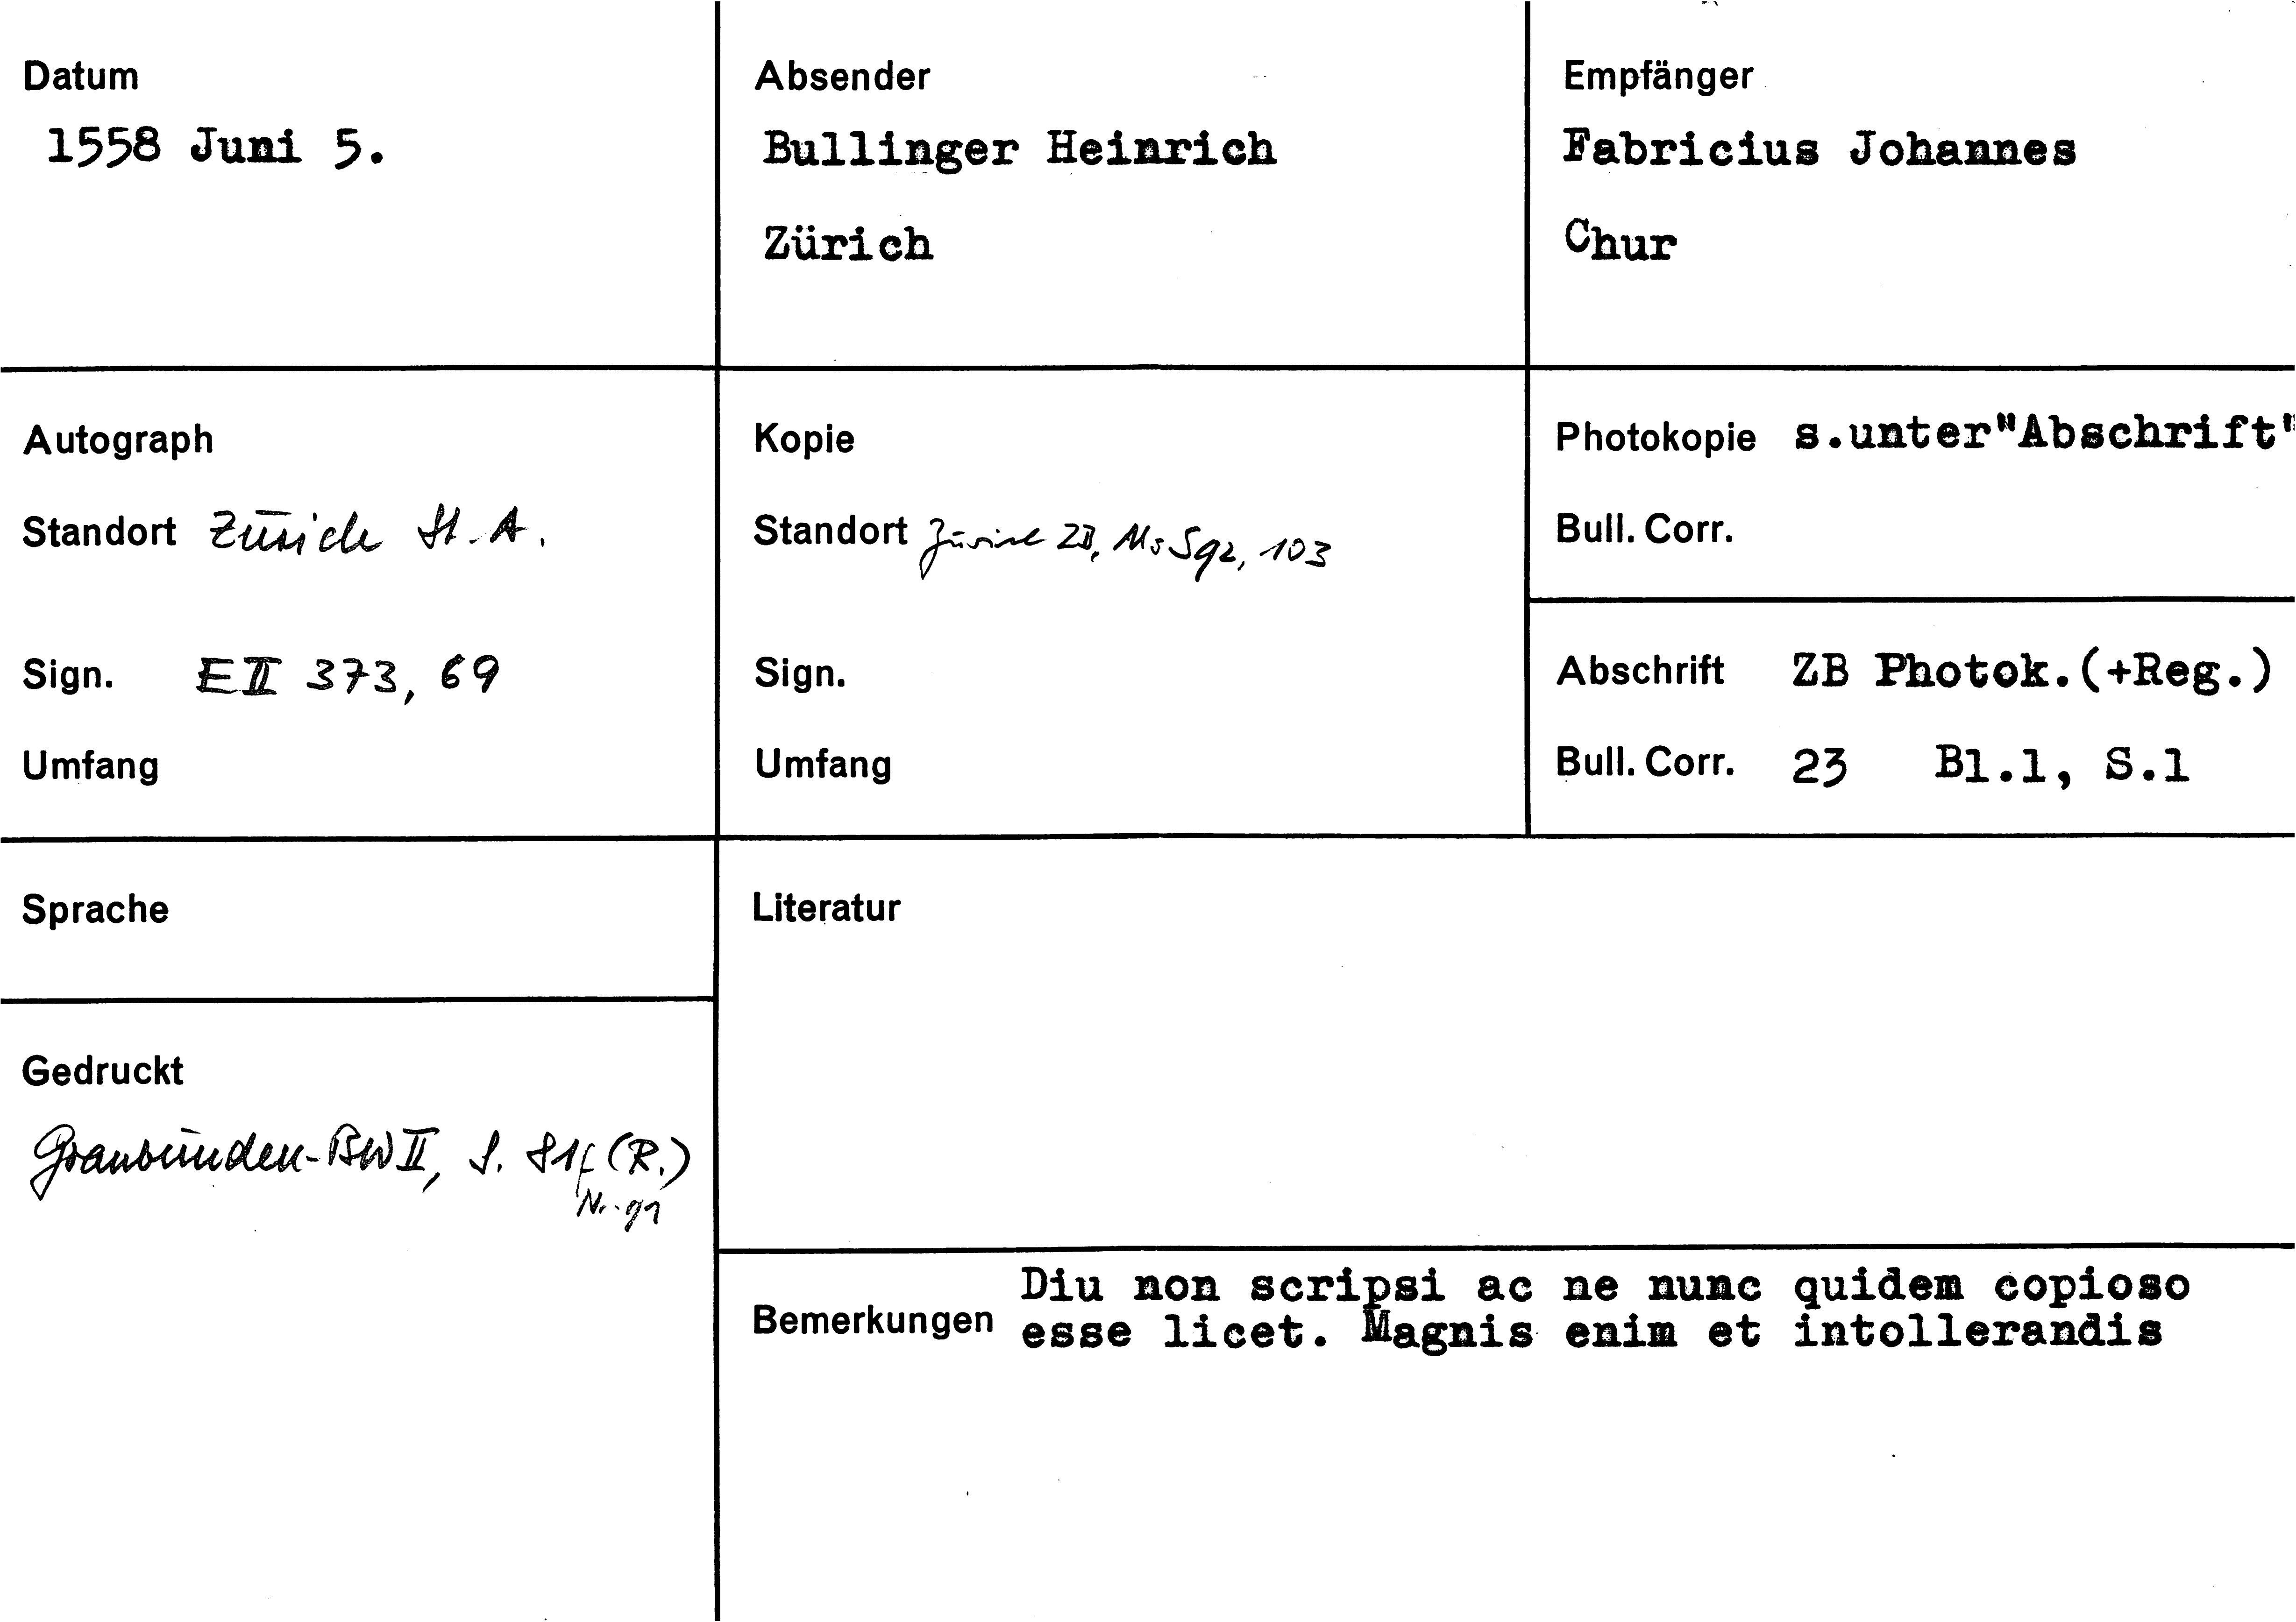 Datum
1558 Juni 5.
Absender
Bullinger Heinrich
Zürich
Empfänger
Fabricius Johannes
Chur
Autograph
Standort Zürich St. A.
Sign. E II 373, 69
Umfang
Kopie
Standort Zürich ZB, Ms S 92, 103
Sign.
Umfang
Photokopie s.unter"Abschrift"
Bull. Corr.
Abschrift ZB Photok.(+Reg.)
Bull. Corr. 23 Bl.1, S.1
Sprache
Gedruckt
Graubünden-BW II, S. 81f (R.)
Nr. 91
Literatur
Bemerkungen
Diu non scripsi ac ne nunc quidem copioso
esse licet. Magnis enim et intollerandis